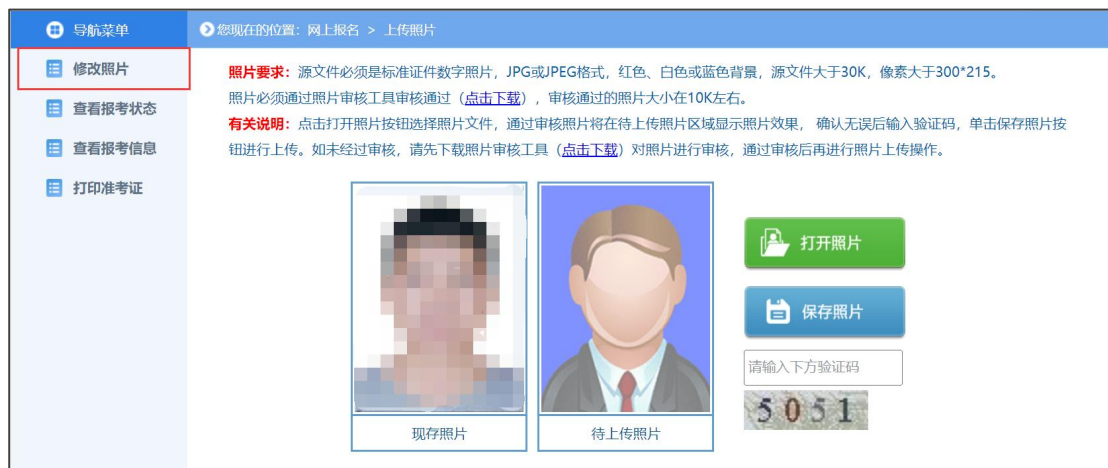 导航菜单
您现在的位置：网上报名 > 上传照片
修改照片
查看报考状态
查看报考信息
打印准考证
照片要求：源文件必须是标准证件数字照片，JPG或JPEG格式，红色、白色或蓝色背景，源文件大于30K，像素大于300*215。
照片必须通过照片审核工具审核通过（点击下载），审核通过的照片大小在10K左右。
有关说明：点击打开照片按钮选择照片文件，通过审核照片将在待上传照片区域显示照片效果， 确认无误后输入验证码，单击保存照片按
钮进行上传。如未经过审核，请先下载照片审核工具（点击下载）对照片进行审核，通过审核后再进行照片上传操作。
现存照片
待上传照片
打开照片
保存照片
请输入下方验证码
5051